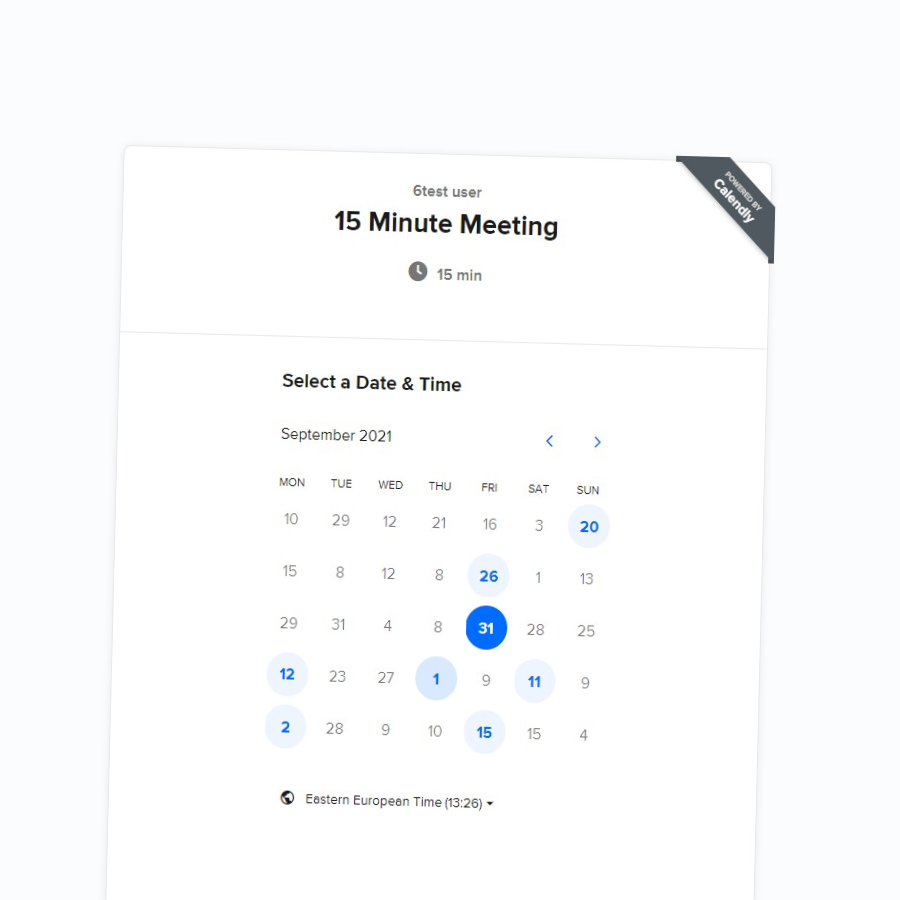 POWERED BY
Calendly
6test user
15 Minute Meeting
15 min
Select a Date & Time
September 2021
MON TUE WED THU FRI SAT SUN
10 29 12 21 16 3 20
15 8 12 8 26 1 13
29 31 4 8 31 28 25
12 23 27 1 9 11 9
2 28 9 10 15 15 4
Eastern European Time (13:26)